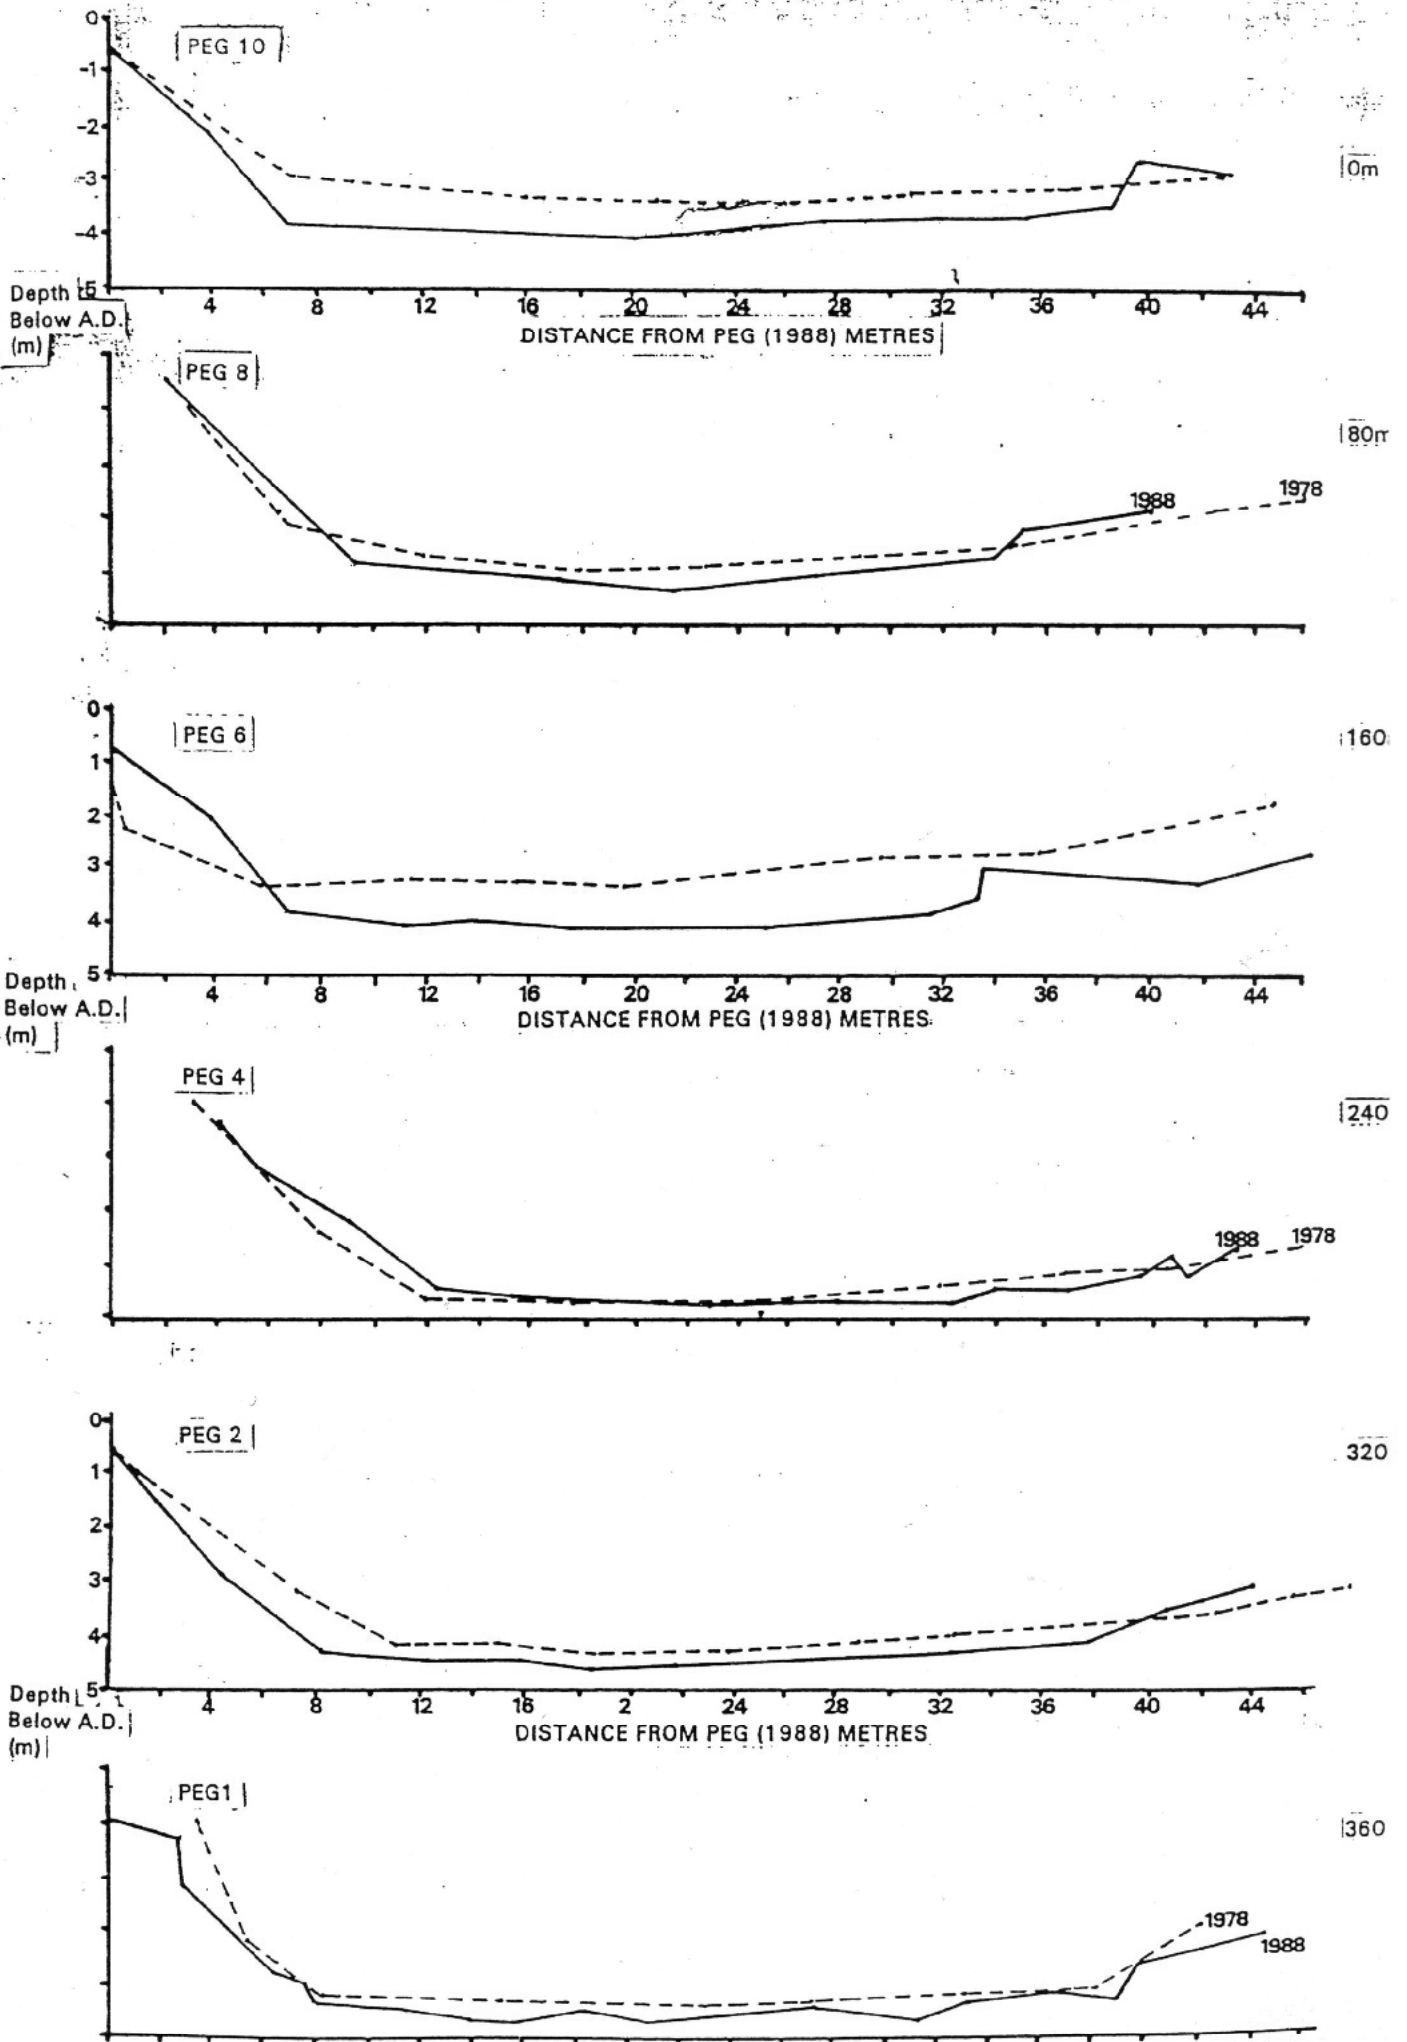 0
PEG 10
-1
-2
-3
0m
-4
5
Depth
Below A.D.
(m)
4 8 12 16 20 24 28 32 36 40 44
DISTANCE FROM PEG (1988) METRES
PEG 8
80m
1988
1978
0
PEG 6
160
1
2
3
4
5
Depth
Below A.D.
(m)
4 8 12 16 20 24 28 32 36 40 44
DISTANCE FROM PEG (1988) METRES
PEG 4
240
1988
1978
0
PEG 2
320
1
2
3
4
5
Depth
Below A.D.
(m)
4 8 12 16 2 24 28 32 36 40 44
DISTANCE FROM PEG (1988) METRES
PEG1
360
1978
1988